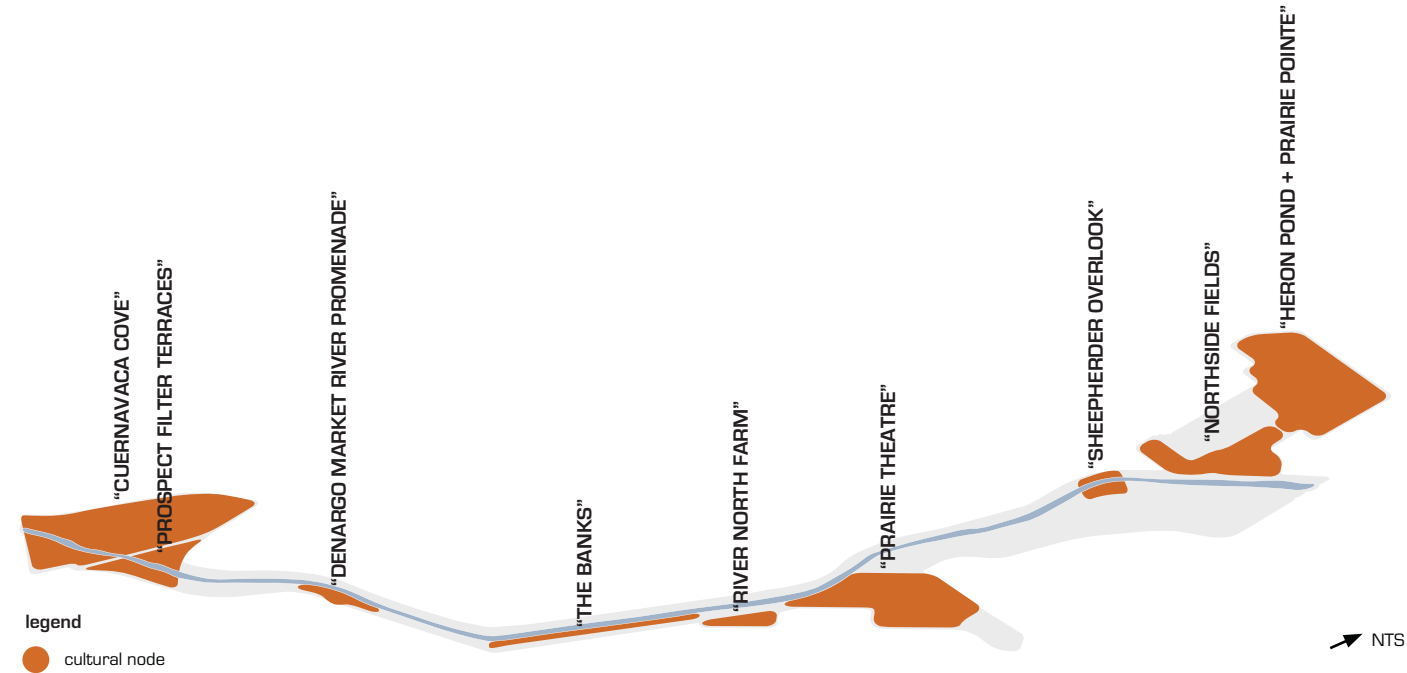 “CUERNAVACA COVE”
“PROSPECT FILTER TERRACES”
“DENARGO MARKET RIVER PROMENADE”
“THE BANKS”
“RIVER NORTH FARM”
“PRAIRIE THEATRE”
“SHEEPHERDER OVERLOOK”
“NORTHSIDE FIELDS”
“HERON POND + PRAIRIE POINTE”
legend
cultural node
NTS